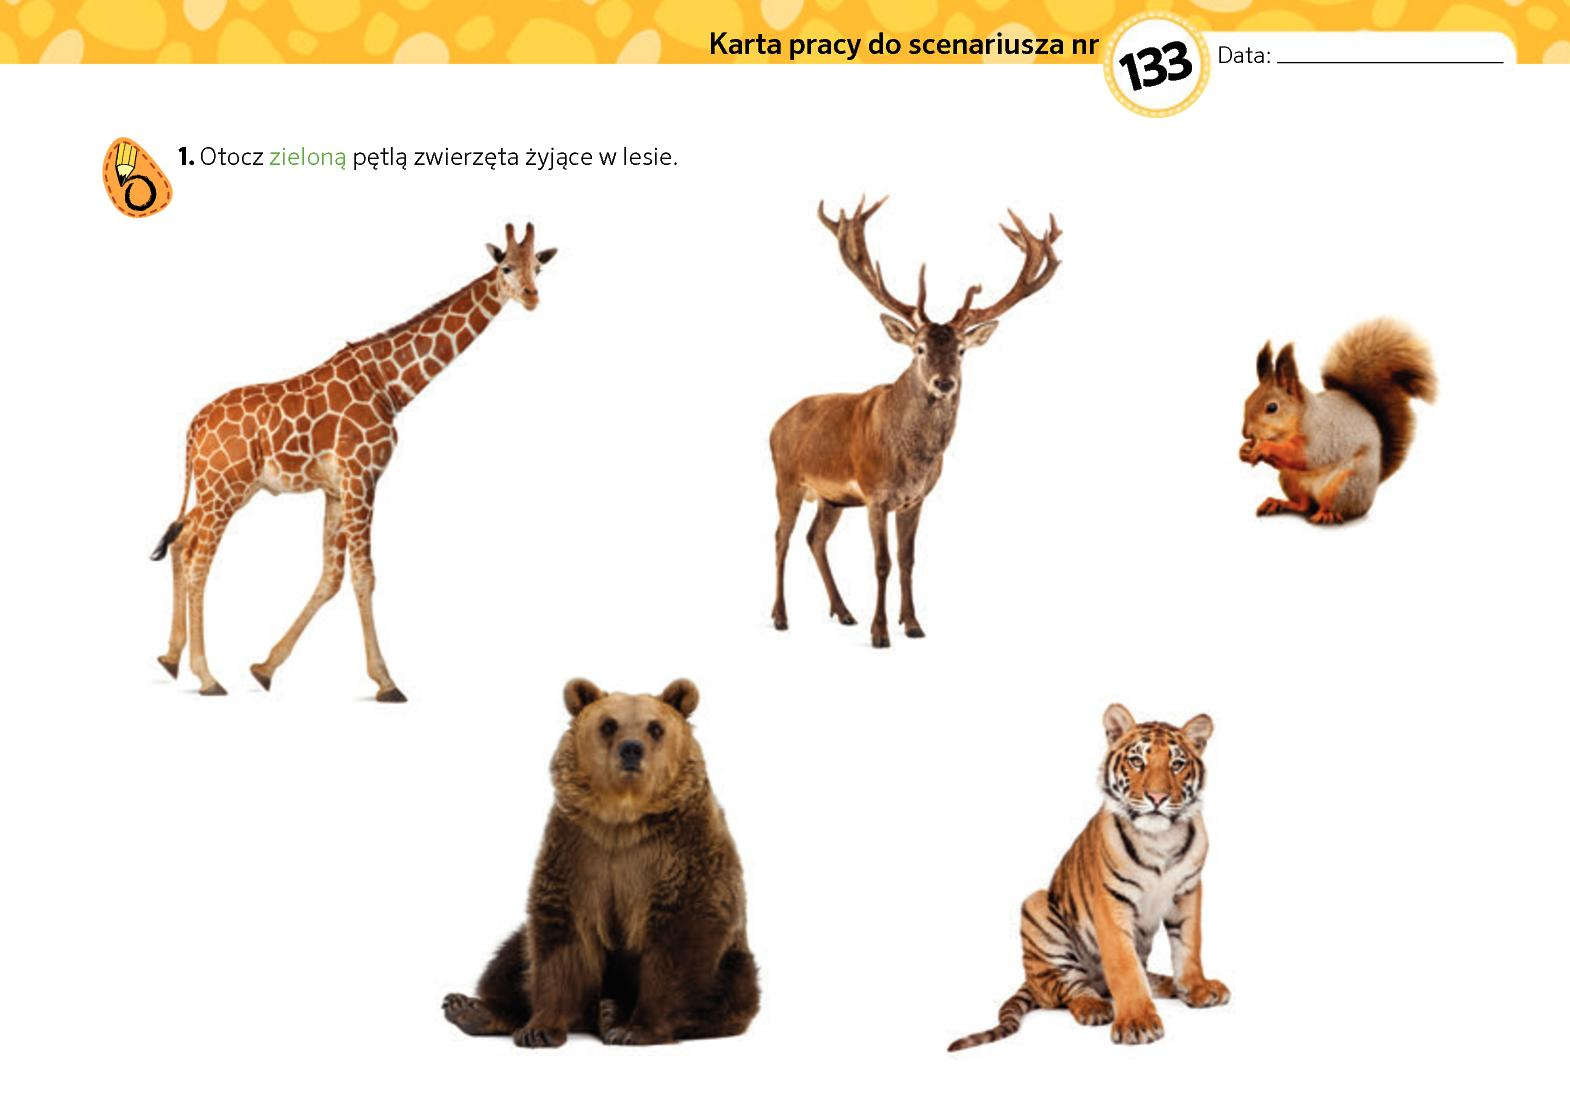 Karta pracy do scenariusza nr 133 Data:
1. Otocz zieloną pętlą zwierzęta żyjące w lesie.